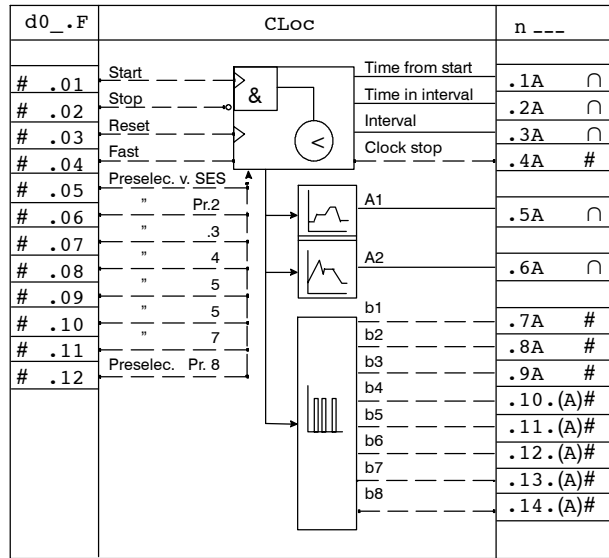 d0_.F CLoc n ---
# .01 Start Time from start .1A ∩
# .02 Stop & Time in interval .2A ∩
# .03 Reset < Interval .3A ∩
# .04 Fast Clock stop .4A #
# .05 Preselec. v. SES
# .06 " Pr.2 A1 .5A ∩
# .07 " .3
# .08 " 4 A2 .6A ∩
# .09 " 5
# .10 " 5 b1 .7A #
# .11 " 7 b2 .8A #
# .12 Preselec. Pr. 8 b3 .9A #
b4 .10.(A)#
b5 .11.(A)#
b6 .12.(A)#
b7 .13.(A)#
b8 .14.(A)#